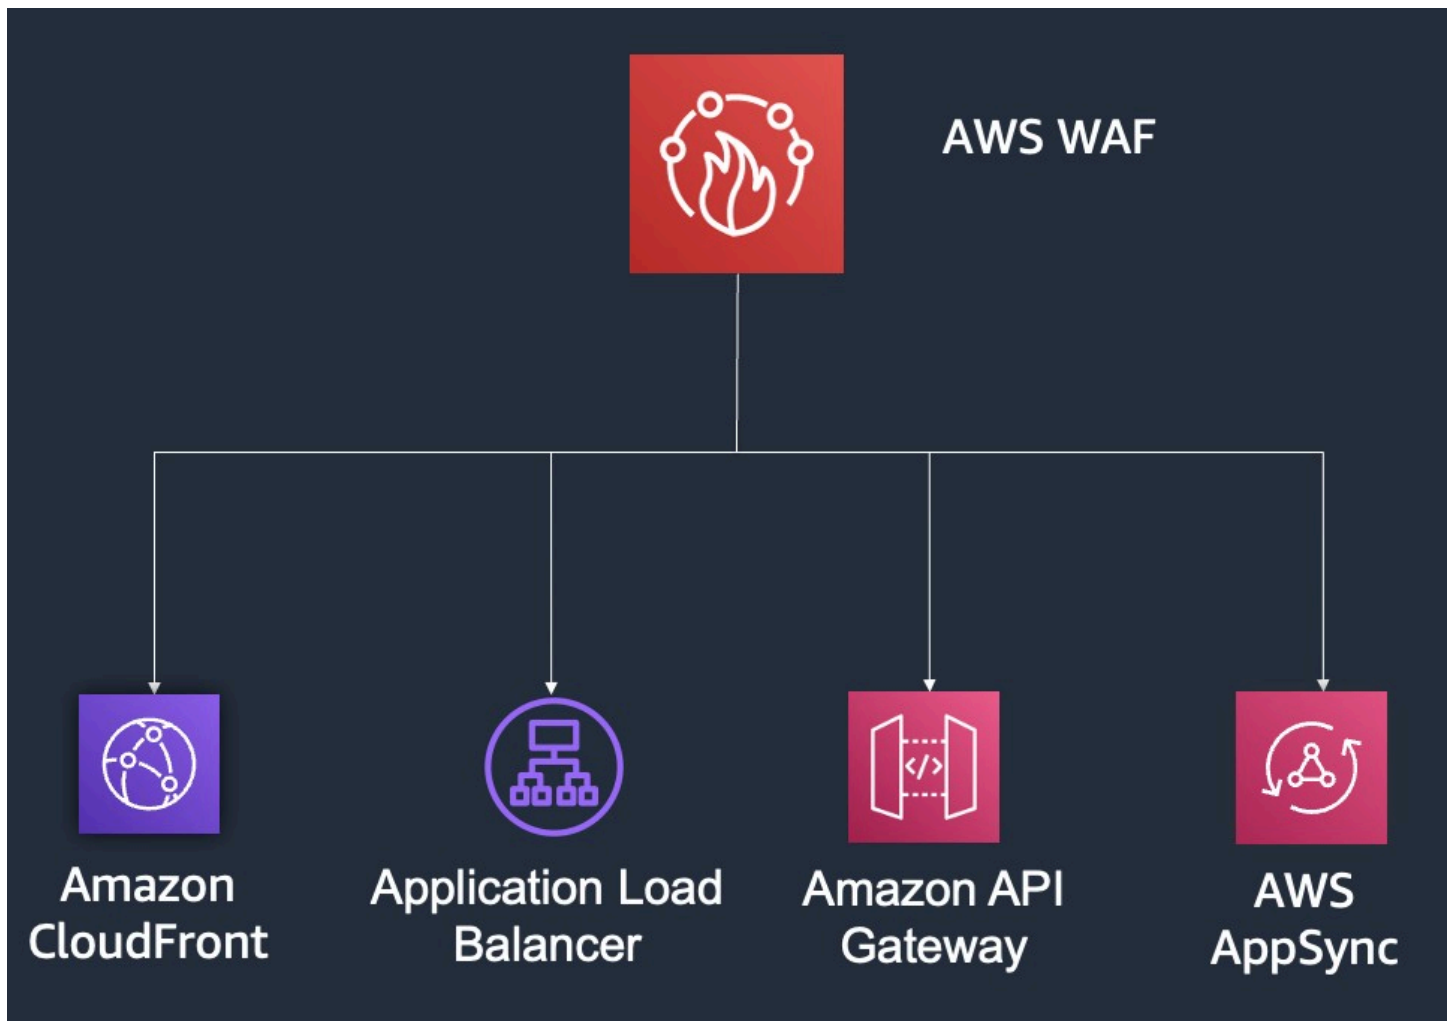 AWS WAF
</>
Amazon
CloudFront
Application Load
Balancer
Amazon API
Gateway
AWS
AppSync